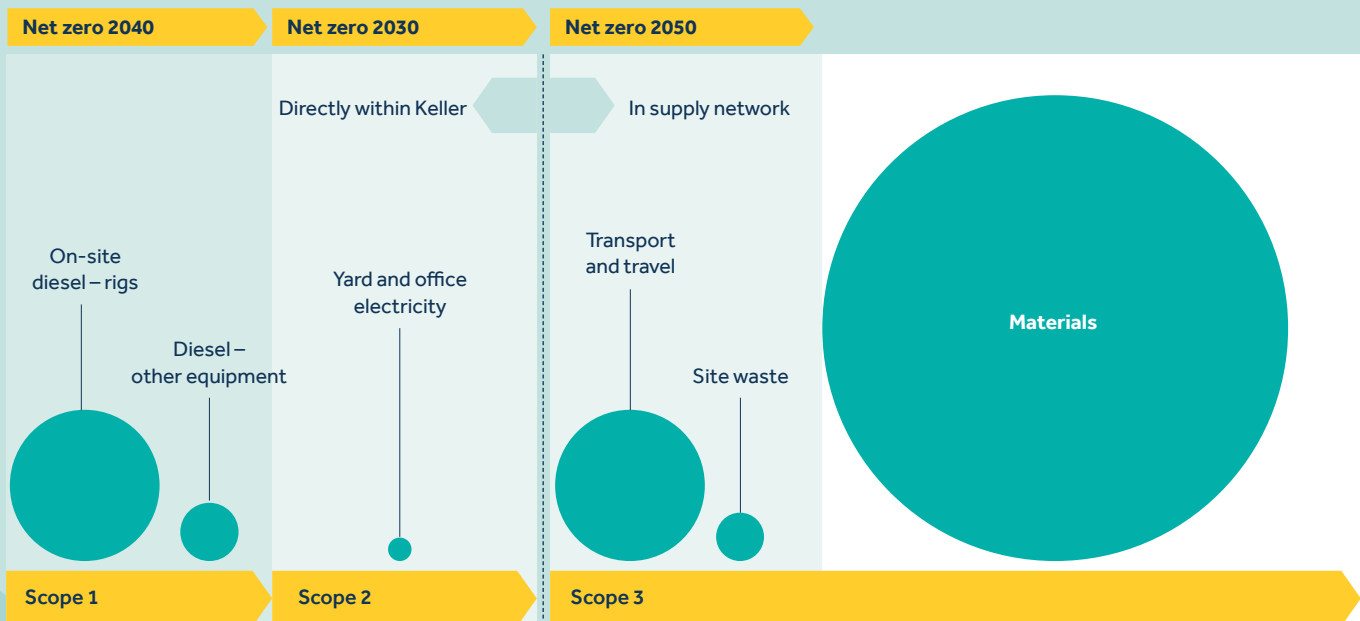 Net zero 2040
Net zero 2030
Net zero 2050
Directly within Keller
In supply network
On-site
diesel – rigs
Diesel –
other equipment
Yard and office
electricity
Transport
and travel
Site waste
Materials
Scope 1
Scope 2
Scope 3